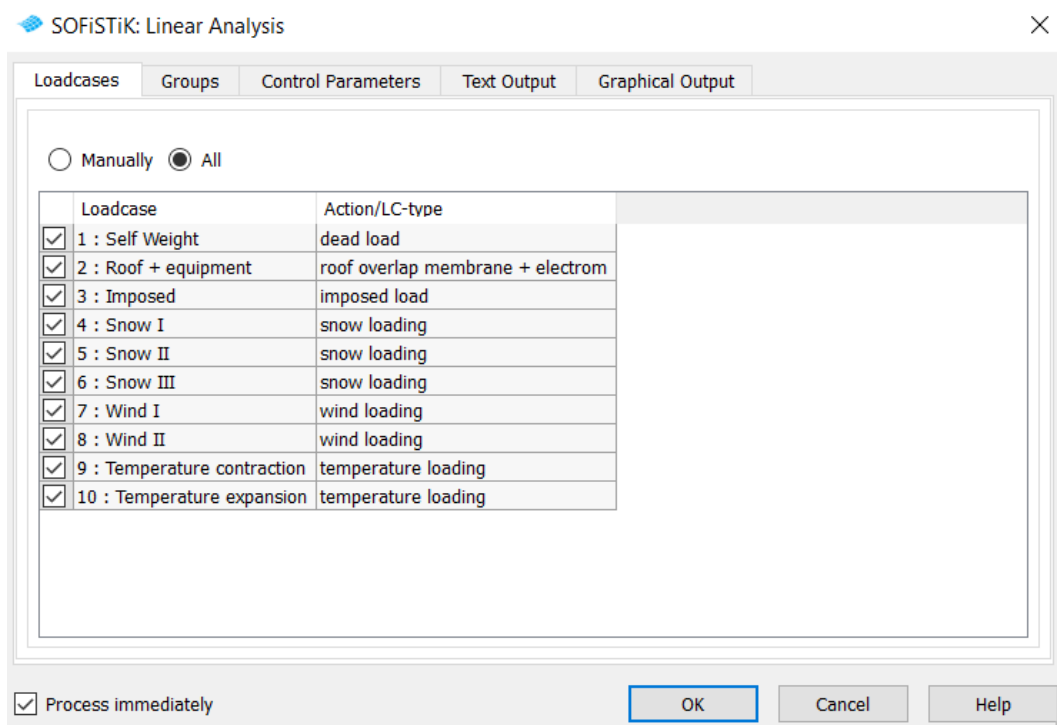 SOFiSTiK: Linear Analysis
Loadcases Groups Control Parameters Text Output Graphical Output
Manually All
Loadcase Action/LC-type
1 : Self Weight dead load
2 : Roof + equipment roof overlap membrane + electrom
3 : Imposed imposed load
4 : Snow I snow loading
5 : Snow II snow loading
6 : Snow III snow loading
7 : Wind I wind loading
8 : Wind II wind loading
9 : Temperature contraction temperature loading
10 : Temperature expansion temperature loading
Process immediately OK Cancel Help